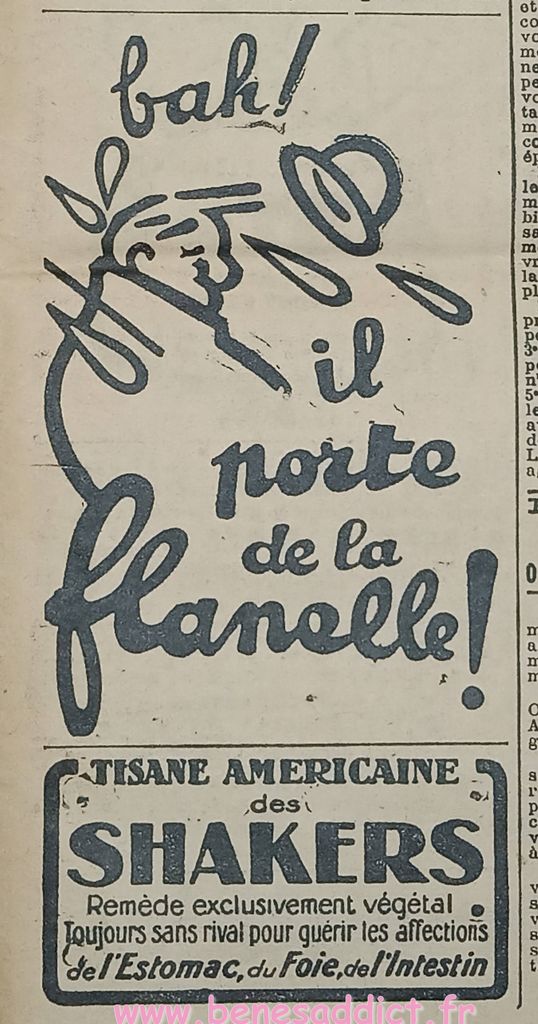 bah!
il
porte
de la
flanelle!
TISANE AMERICAINE
des
SHAKERS
Remède exclusivement végétal
Toujours sans rival pour guérir les affections
de l'Estomac, du Foie, de l'Intestin
www.benesaddict.fr